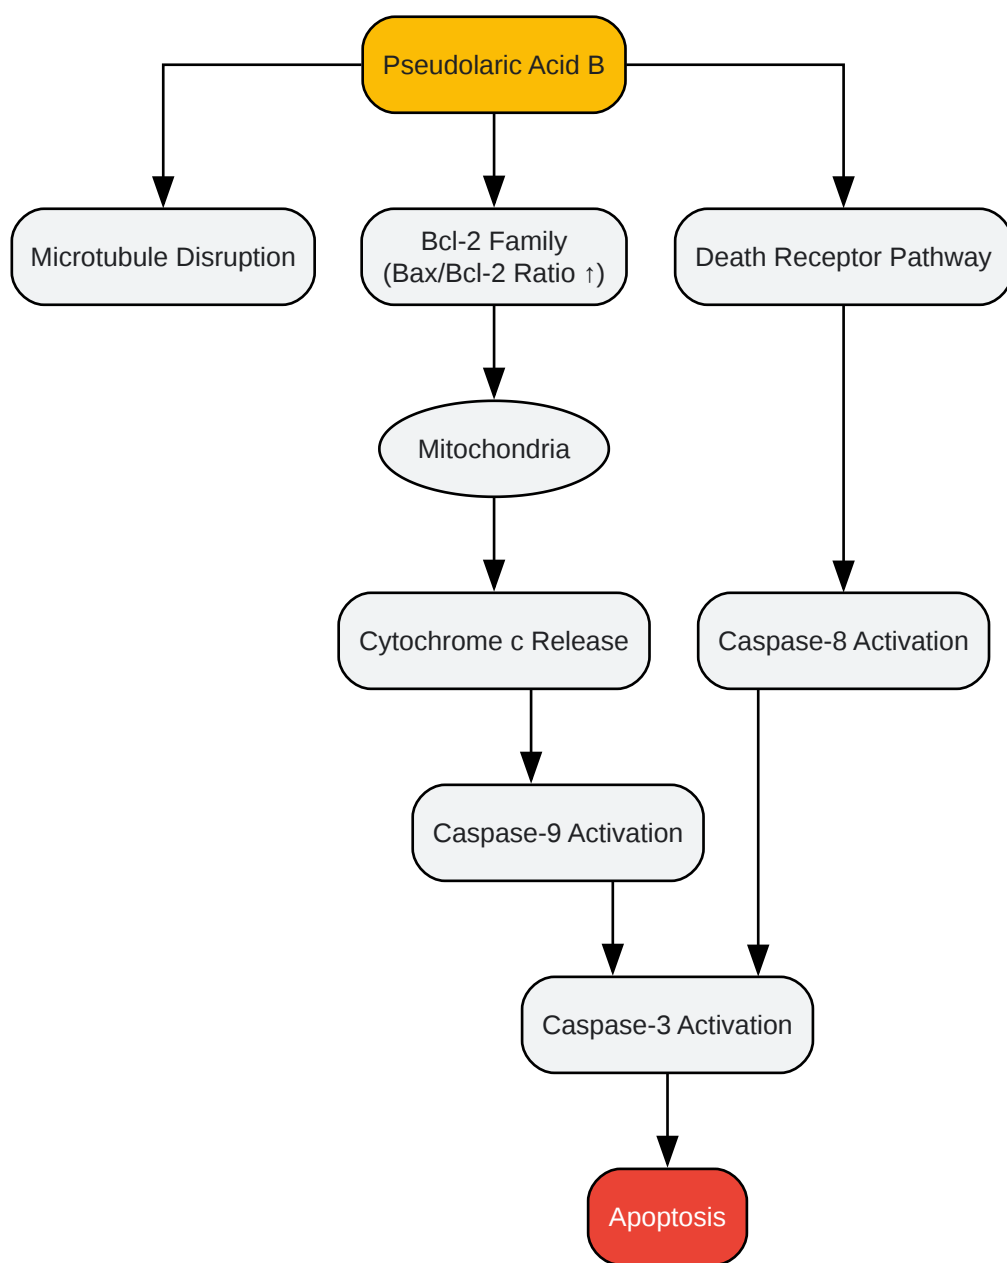 Pseudolaric Acid B
Microtubule Disruption
Bcl-2 Family
(Bax/Bcl-2 Ratio ↑)
Death Receptor Pathway
Mitochondria
Cytochrome c Release
Caspase-8 Activation
Caspase-9 Activation
Caspase-3 Activation
Apoptosis